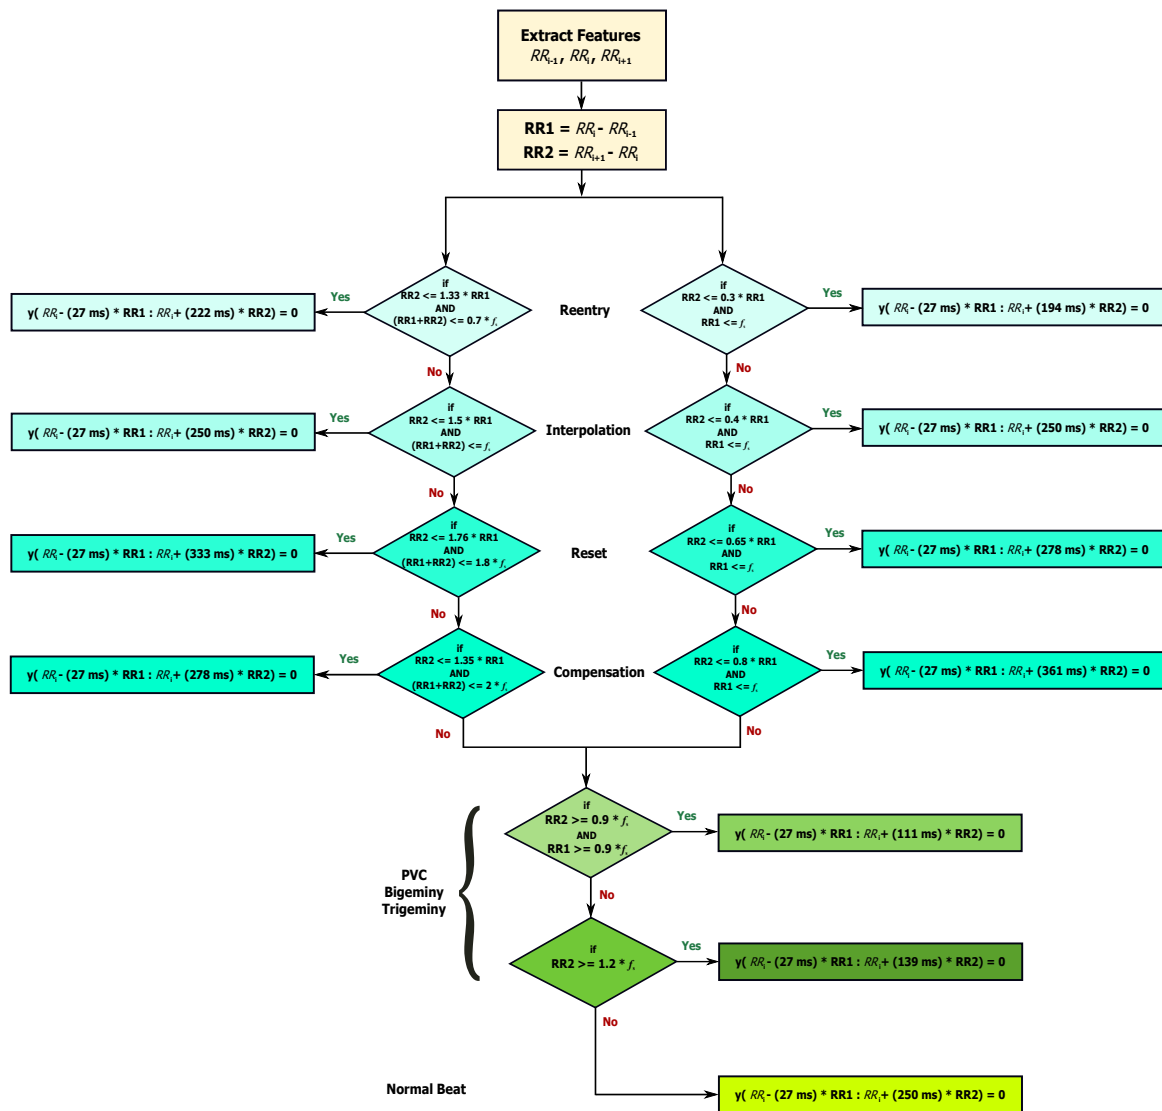 Extract Features
RRᵢ₋₁, RRᵢ, RRᵢ₊₁
RR1 = RRᵢ - RRᵢ₋₁
RR2 = RRᵢ₊₁ - RRᵢ
if
RR2 <= 1.33 * RR1
AND
(RR1+RR2) <= 0.7 * fₛ
Yes
y( RRᵢ- (27 ms) * RR1 : RRᵢ+ (222 ms) * RR2) = 0
Reentry
if
RR2 <= 0.3 * RR1
AND
RR1 <= fₛ
Yes
y( RRᵢ- (27 ms) * RR1 : RRᵢ+ (194 ms) * RR2) = 0
No
No
if
RR2 <= 1.5 * RR1
AND
(RR1+RR2) <= fₛ
Yes
y( RRᵢ- (27 ms) * RR1 : RRᵢ+ (250 ms) * RR2) = 0
Interpolation
if
RR2 <= 0.4 * RR1
AND
RR1 <= fₛ
Yes
y( RRᵢ- (27 ms) * RR1 : RRᵢ+ (250 ms) * RR2) = 0
No
No
if
RR2 <= 1.76 * RR1
AND
(RR1+RR2) <= 1.8 * fₛ
Yes
y( RRᵢ- (27 ms) * RR1 : RRᵢ+ (333 ms) * RR2) = 0
Reset
if
RR2 <= 0.65 * RR1
AND
RR1 <= fₛ
Yes
y( RRᵢ- (27 ms) * RR1 : RRᵢ+ (278 ms) * RR2) = 0
No
No
if
RR2 <= 1.35 * RR1
AND
(RR1+RR2) <= 2 * fₛ
Yes
y( RRᵢ- (27 ms) * RR1 : RRᵢ+ (278 ms) * RR2) = 0
Compensation
if
RR2 <= 0.8 * RR1
AND
RR1 <= fₛ
Yes
y( RRᵢ- (27 ms) * RR1 : RRᵢ+ (361 ms) * RR2) = 0
No
No
if
RR2 >= 0.9 * fₛ
AND
RR1 >= 0.9 * fₛ
Yes
y( RRᵢ- (27 ms) * RR1 : RRᵢ+ (111 ms) * RR2) = 0
PVC
Bigeminy
Trigeminy
No
if
RR2 >= 1.2 * fₛ
Yes
y( RRᵢ- (27 ms) * RR1 : RRᵢ+ (139 ms) * RR2) = 0
No
Normal Beat
y( RRᵢ- (27 ms) * RR1 : RRᵢ+ (250 ms) * RR2) = 0